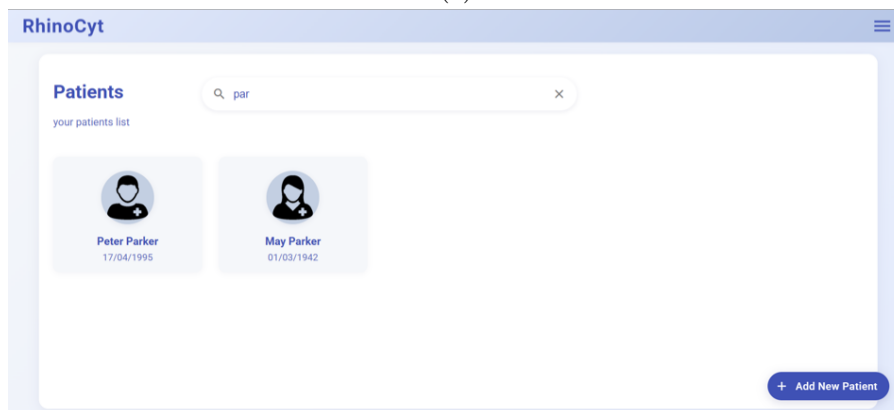 RhinoCyt
Patients
par
your patients list
Peter Parker
17/04/1995
May Parker
01/03/1942
+ Add New Patient